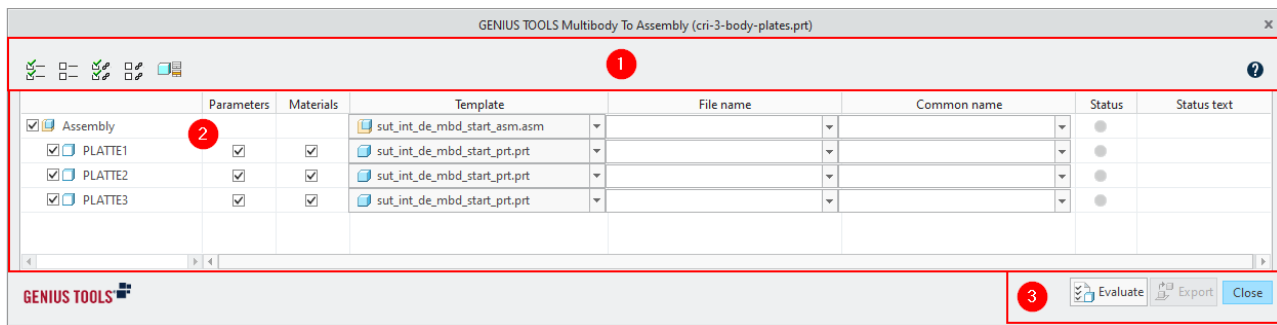 GENIUS TOOLS Multibody To Assembly (cri-3-body-plates.prt)
1
Parameters Materials Template File name Common name Status Status text
Assembly sut_int_de_mbd_start_asm.asm
2
PLATTE1 sut_int_de_mbd_start_prt.prt
PLATTE2 sut_int_de_mbd_start_prt.prt
PLATTE3 sut_int_de_mbd_start_prt.prt
GENIUS TOOLS 3 Evaluate Export Close